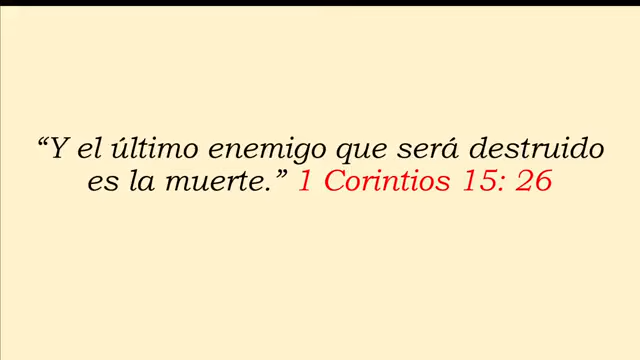 “Y el último enemigo que será destruido
es la muerte.” 1 Corintios 15: 26